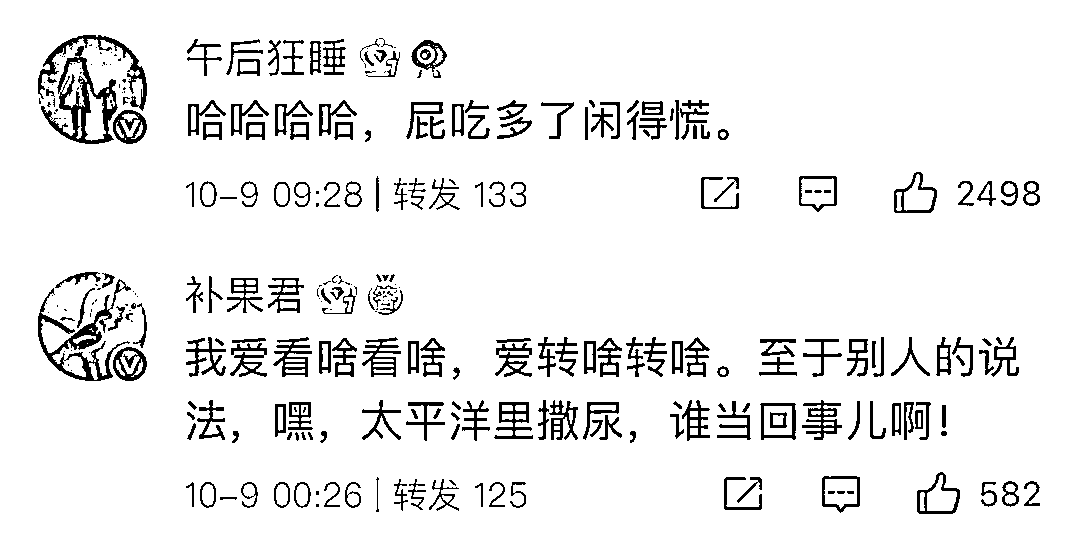 午后狂睡
哈哈哈哈，屁吃多了闲得慌。
10-9 09:28 | 转发 133 2498
补果君
我爱看啥看啥，爱转啥转啥。至于别人的说
法，嘿，太平洋里撒尿，谁当回事儿啊！
10-9 00:26 | 转发 125 582